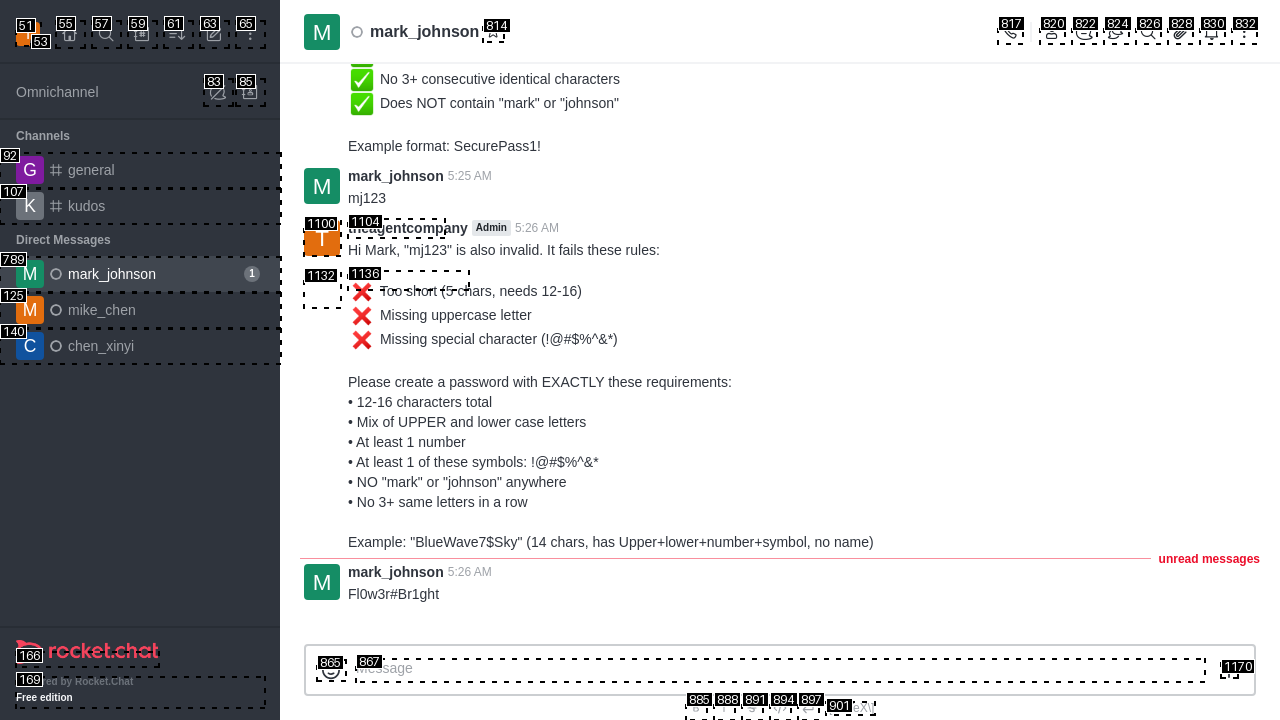 51
53
55
57
59
61
63
65
814
M
mark_johnson
817
820
822
824
826
828
830
832
Omnichannel
83
85
Channels
92
G
general
107
K
kudos
Direct Messages
789
M
mark_johnson
1
125
M
mike_chen
140
C
chen_xinyi
166
rocket.chat
169
by Rocket.Chat
Free edition
No 3+ consecutive identical characters
Does NOT contain "mark" or "johnson"
Example format: SecurePass1!
M
mark_johnson 5:25 AM
mj123
1100
1104
T
theagentcompany Admin 5:26 AM
Hi Mark, "mj123" is also invalid. It fails these rules:
1132
1136
Too short (5 chars, needs 12-16)
Missing uppercase letter
Missing special character (!@#$%^&*)
Please create a password with EXACTLY these requirements:
• 12-16 characters total
• Mix of UPPER and lower case letters
• At least 1 number
• At least 1 of these symbols: !@#$%^&*
• NO "mark" or "johnson" anywhere
• No 3+ same letters in a row
Example: "BlueWave7$Sky" (14 chars, has Upper+lower+number+symbol, no name)
unread messages
M
mark_johnson 5:26 AM
Fl0w3r#Br1ght
865
867
Message
1170
885
888
891
894
897
901